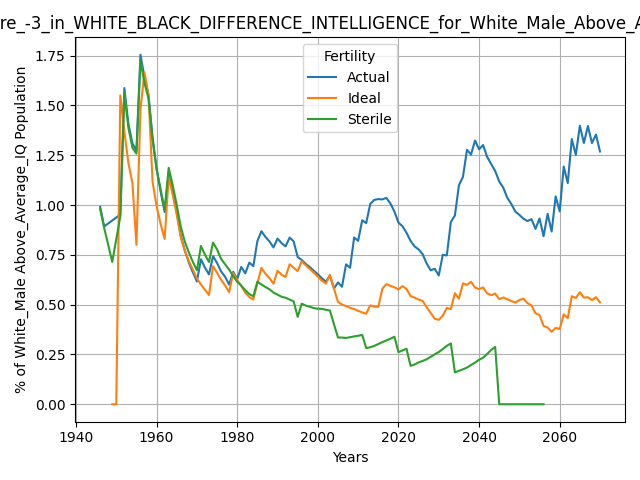 re_-3_in_WHITE_BLACK_DIFFERENCE_INTELLIGENCE_for_White_Male_Above_A
% of White_Male Above_Average_IQ Population
1.75
1.50
1.25
1.00
0.75
0.50
0.25
0.00
Fertility
Actual
Ideal
Sterile
1940
1960
1980
2000
2020
2040
2060
Years